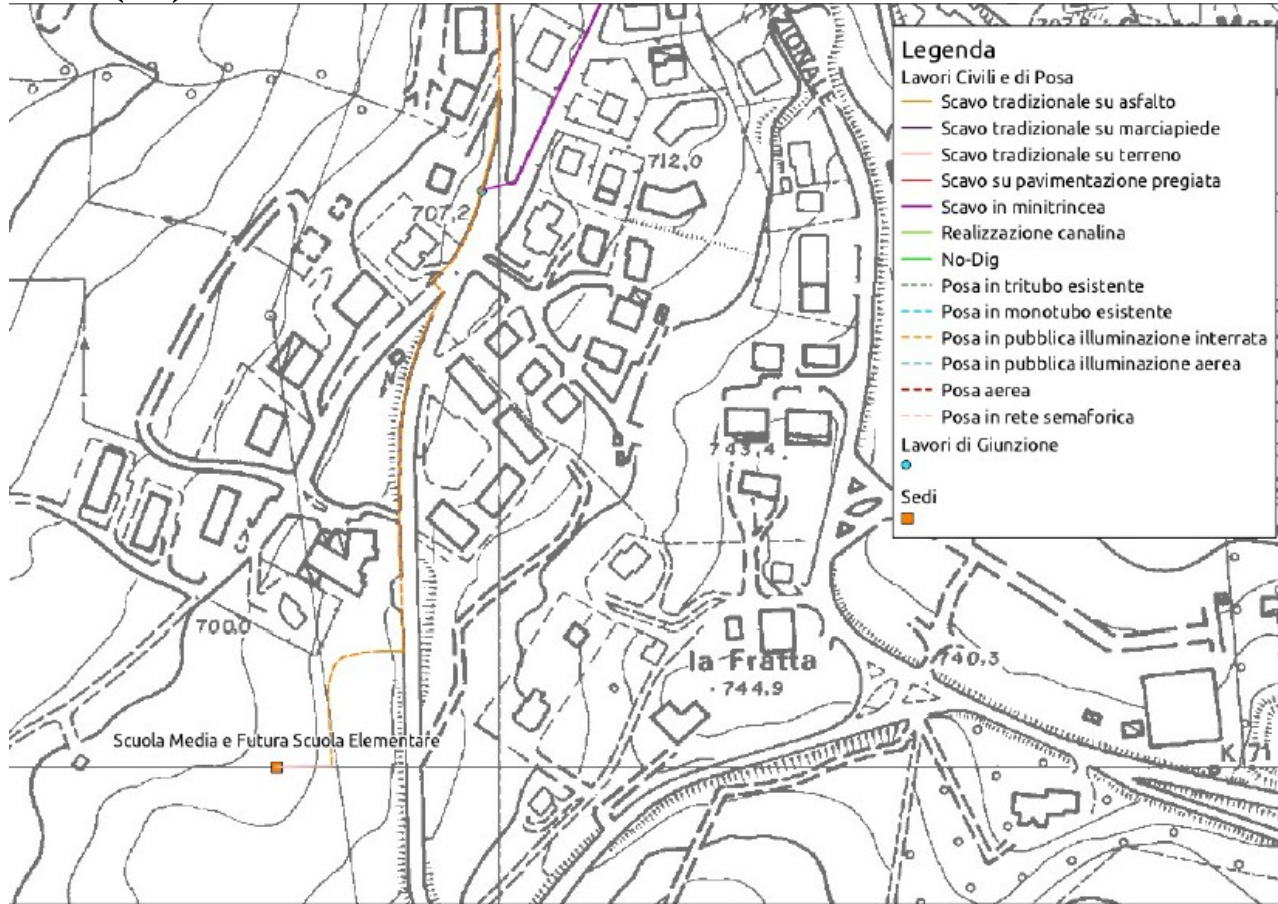 Legenda
Lavori Civili e di Posa
Scavo tradizionale su asfalto
Scavo tradizionale su marciapiede
Scavo tradizionale su terreno
Scavo su pavimentazione pregiata
Scavo in minitrincea
Realizzazione canalina
No-Dig
Posa in tritubo esistente
Posa in monotubo esistente
Posa in pubblica illuminazione interrata
Posa in pubblica illuminazione aerea
Posa aerea
Posa in rete semaforica
Lavori di Giunzione
Sedi
ZIONALE
712,0
707,2
743,4
700,0
la Fratta
744,9
740,3
Scuola Media e Futura Scuola Elementare
K 71